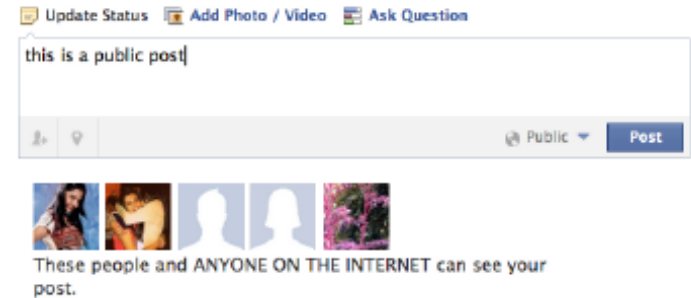 Update Status Add Photo / Video Ask Question
this is a public post
Public Post
These people and ANYONE ON THE INTERNET can see your
post.